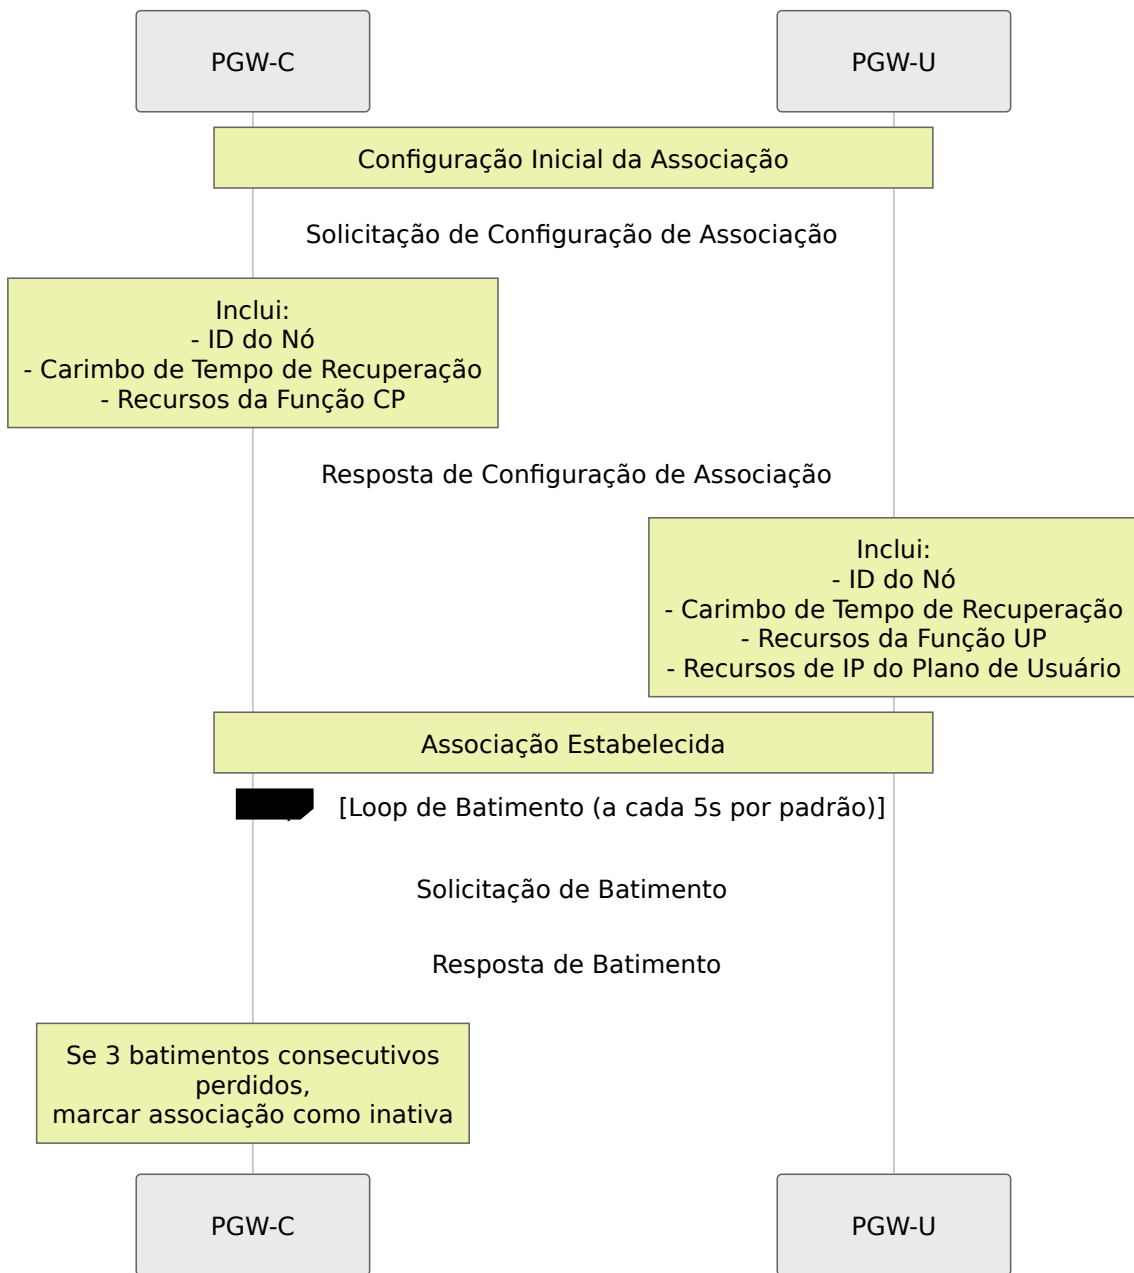 PGW-C
PGW-U
Configuração Inicial da Associação
Solicitação de Configuração de Associação
Inclui:
- ID do Nó
- Carimbo de Tempo de Recuperação
- Recursos da Função CP
Resposta de Configuração de Associação
Inclui:
- ID do Nó
- Carimbo de Tempo de Recuperação
- Recursos da Função UP
- Recursos de IP do Plano de Usuário
Associação Estabelecida
[Loop de Batimento (a cada 5s por padrão)]
Solicitação de Batimento
Resposta de Batimento
Se 3 batimentos consecutivos
perdidos,
marcar associação como inativa
PGW-C
PGW-U